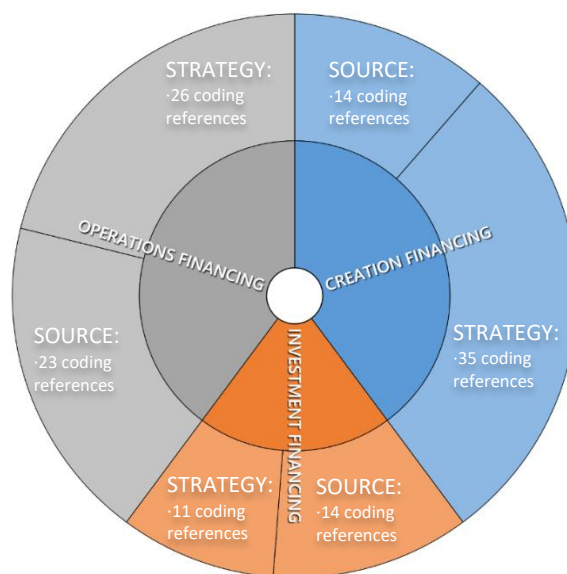 STRATEGY:
·26 coding
references
SOURCE:
·14 coding
references
OPERATIONS FINANCING
CREATION FINANCING
SOURCE:
·23 coding
references
STRATEGY:
·35 coding
references
INVESTMENT FINANCING
STRATEGY:
·11 coding
references
SOURCE:
·14 coding
references